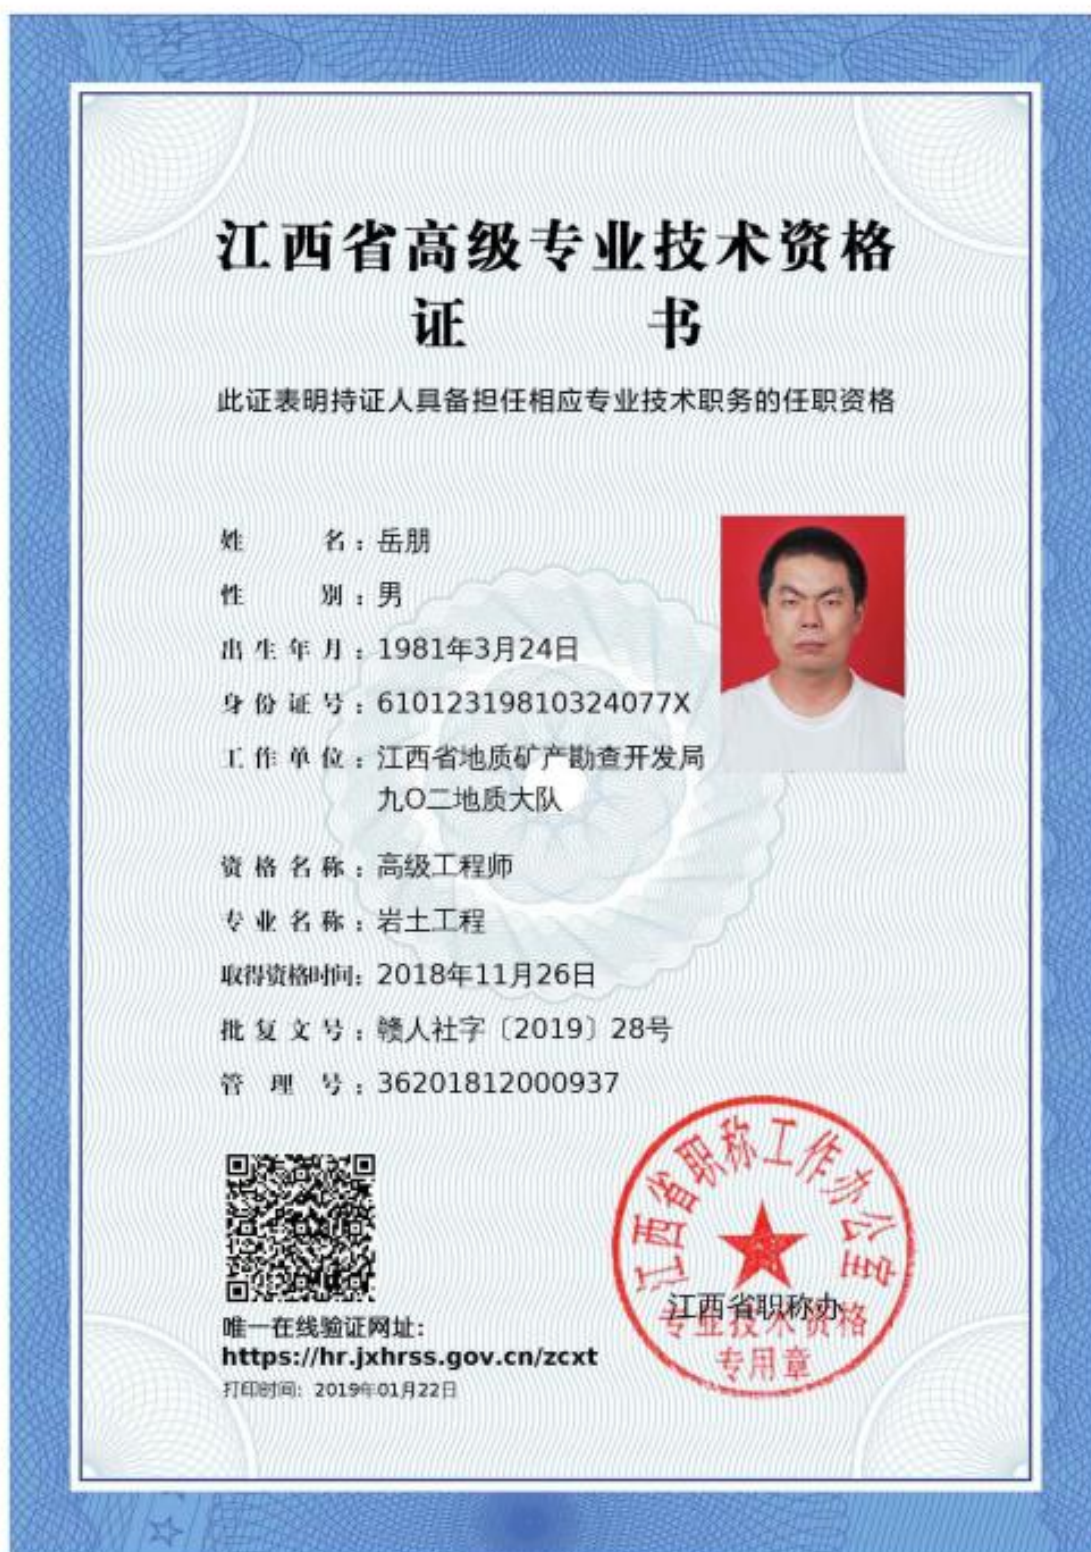 江西省高级专业技术资格
证 书
此证表明持证人具备担任相应专业技术职务的任职资格
姓 名：岳朋
性 别：男
出生年月：1981年3月24日
身份证号：61012319810324077X
工作单位：江西省地质矿产勘查开发局
九O二地质大队
资格名称：高级工程师
专业名称：岩土工程
取得资格时间：2018年11月26日
批复文号：赣人社字〔2019〕28号
管 理 号：36201812000937
江西省职称工作办公室
江西省职称办
专业技术资格
专用章
唯一在线验证网址：
https://hr.jxhrss.gov.cn/zcxt
打印时间：2019年01月22日